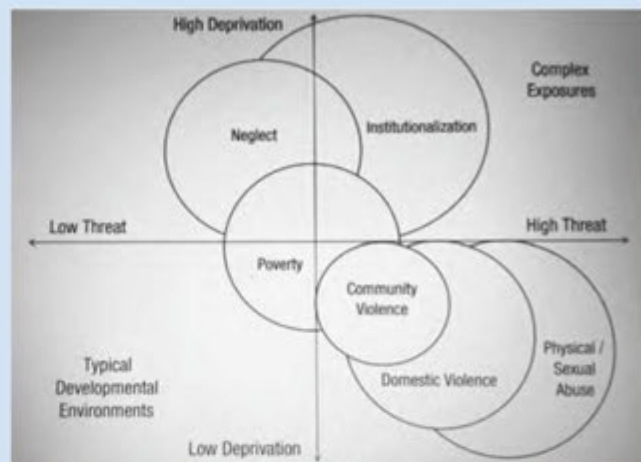 High Deprivation
Complex
Exposures
Neglect
Institutionalization
Low Threat
High Threat
Poverty
Community
Violence
Physical /
Sexual
Abuse
Typical
Developmental
Environments
Domestic Violence
Low Deprivation